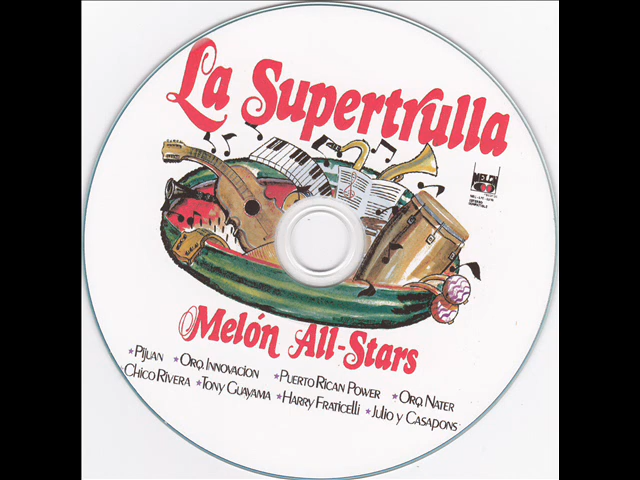 La Supertrulla
MELON
Melón All-Stars
*Pijuan *Orq. Innovacion *Puerto Rican Power *Orq. Nater
Chico Rivera *Tony Guayama *Harry Fraticelli *Julio y Casapons